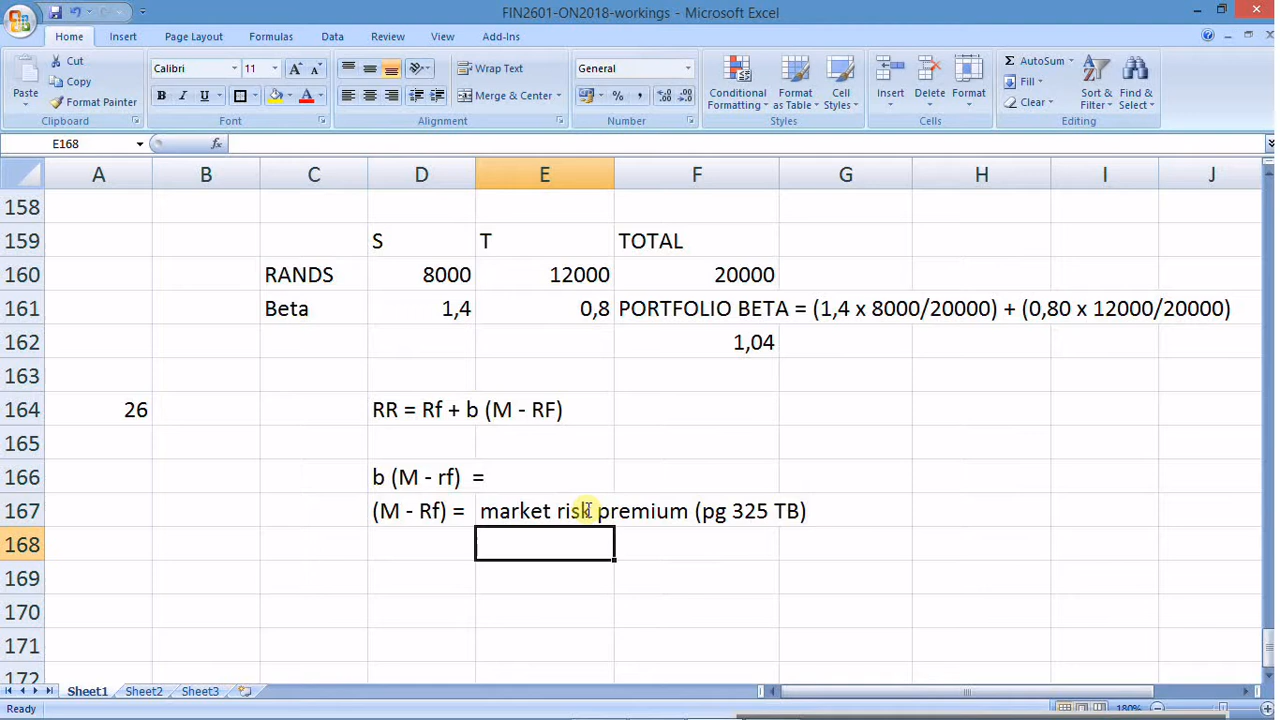 FIN2601-ON2018-workings - Microsoft Excel
Home Insert Page Layout Formulas Data Review View Add-Ins
Paste Cut Copy Format Painter Clipboard
Calibri 11 A A B I U A Font
Wrap Text Merge & Center Alignment
General % , Number
Conditional Formatting Format as Table Cell Styles Styles
Insert Delete Format Cells
Σ AutoSum Fill Clear Sort & Filter Find & Select Editing
E168 fx
A B C D E F G H I J
158
159 S T TOTAL
160 RANDS 8000 12000 20000
161 Beta 1,4 0,8 PORTFOLIO BETA = (1,4 x 8000/20000) + (0,80 x 12000/20000)
162 1,04
163
164 26 RR = Rf + b (M - RF)
165
166 b (M - rf) =
167 (M - Rf) = market risk premium (pg 325 TB)
168
169
170
171
172
Sheet1 Sheet2 Sheet3
Ready 180%